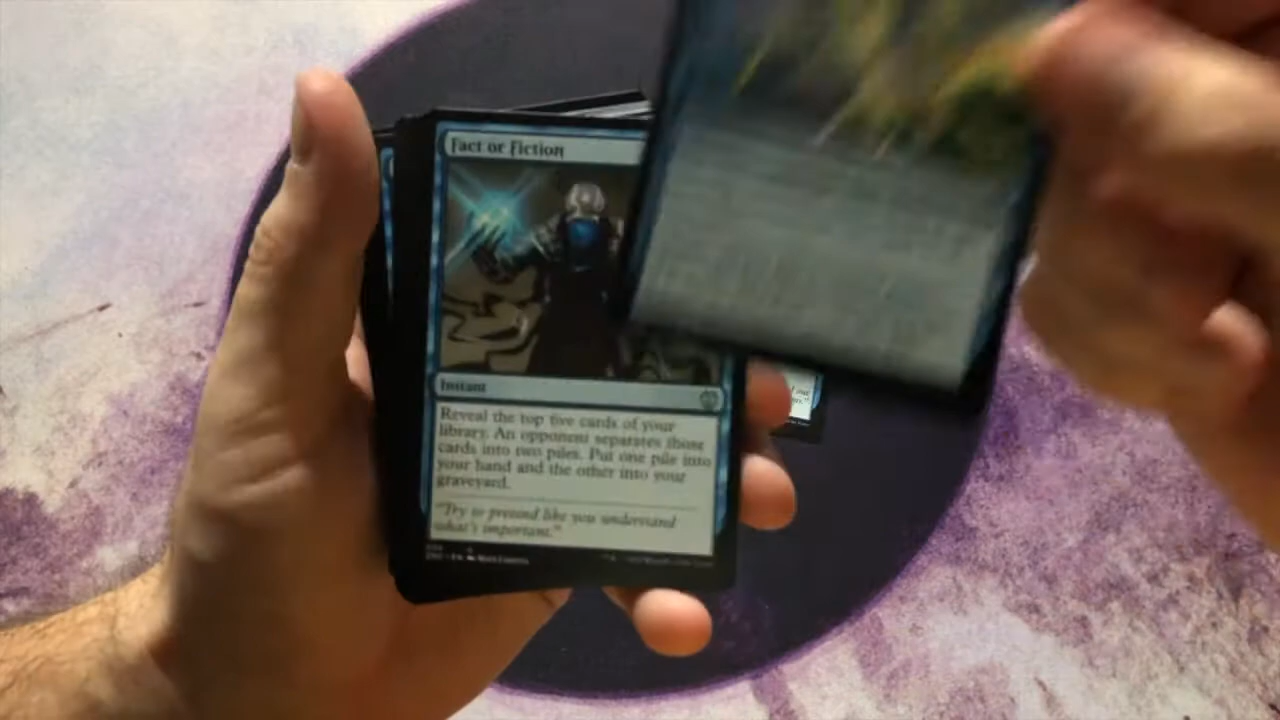 Fact or Fiction
Instant
Reveal the top five cards of your
library. An opponent separates those
cards into two piles. Put one pile into
your hand and the other into your
graveyard.
"Try to pretend like you understand
what's important."